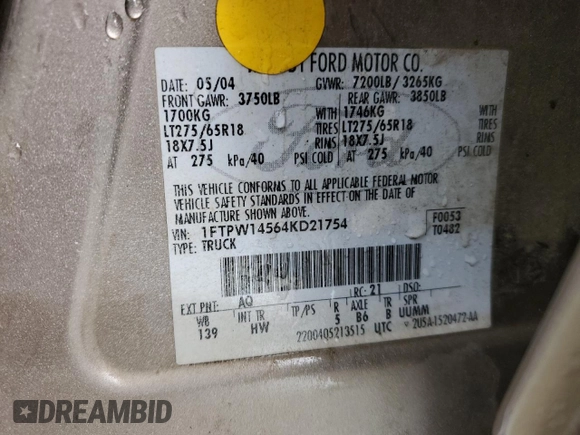 FORD MOTOR CO.
DATE: 05/04 GVWR: 7200LB/ 3265KG
FRONT GAWR: 3750LB REAR GAWR: 3850LB
1700KG WITH 1746KG WITH
LT275/65R18 TIRES LT275/65R18 TIRES
18X7.5J RIMS 18X7.5J RIMS
AT 275 kPa/40 PSI COLD AT 275 kPa/40 PSI COLD
THIS VEHICLE CONFORMS TO ALL APPLICABLE FEDERAL MOTOR
VEHICLE SAFETY STANDARDS IN EFFECT ON THE DATE OF
MANUFACTURE SHOWN ABOVE.
VIN: 1FTPW14564KD21754 F0053
TYPE: TRUCK T0482
EXT PNT: AQ RC: 21 DSO:
WB INT TR TP/PS R AXLE TR SPR
139 HW 5 B6 B UUMM
2200405213515 UTC ▽ 2U5A-1520472-AA
Ford
DREAMBID